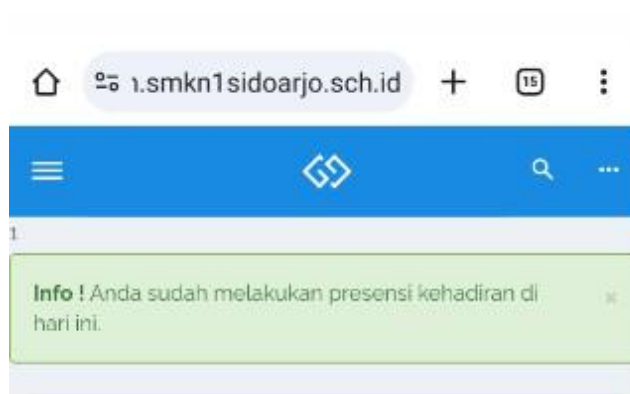 ı.smkn1sidoarjo.sch.id
15
1
Info ! Anda sudah melakukan presensi kehadiran di
hari ini.